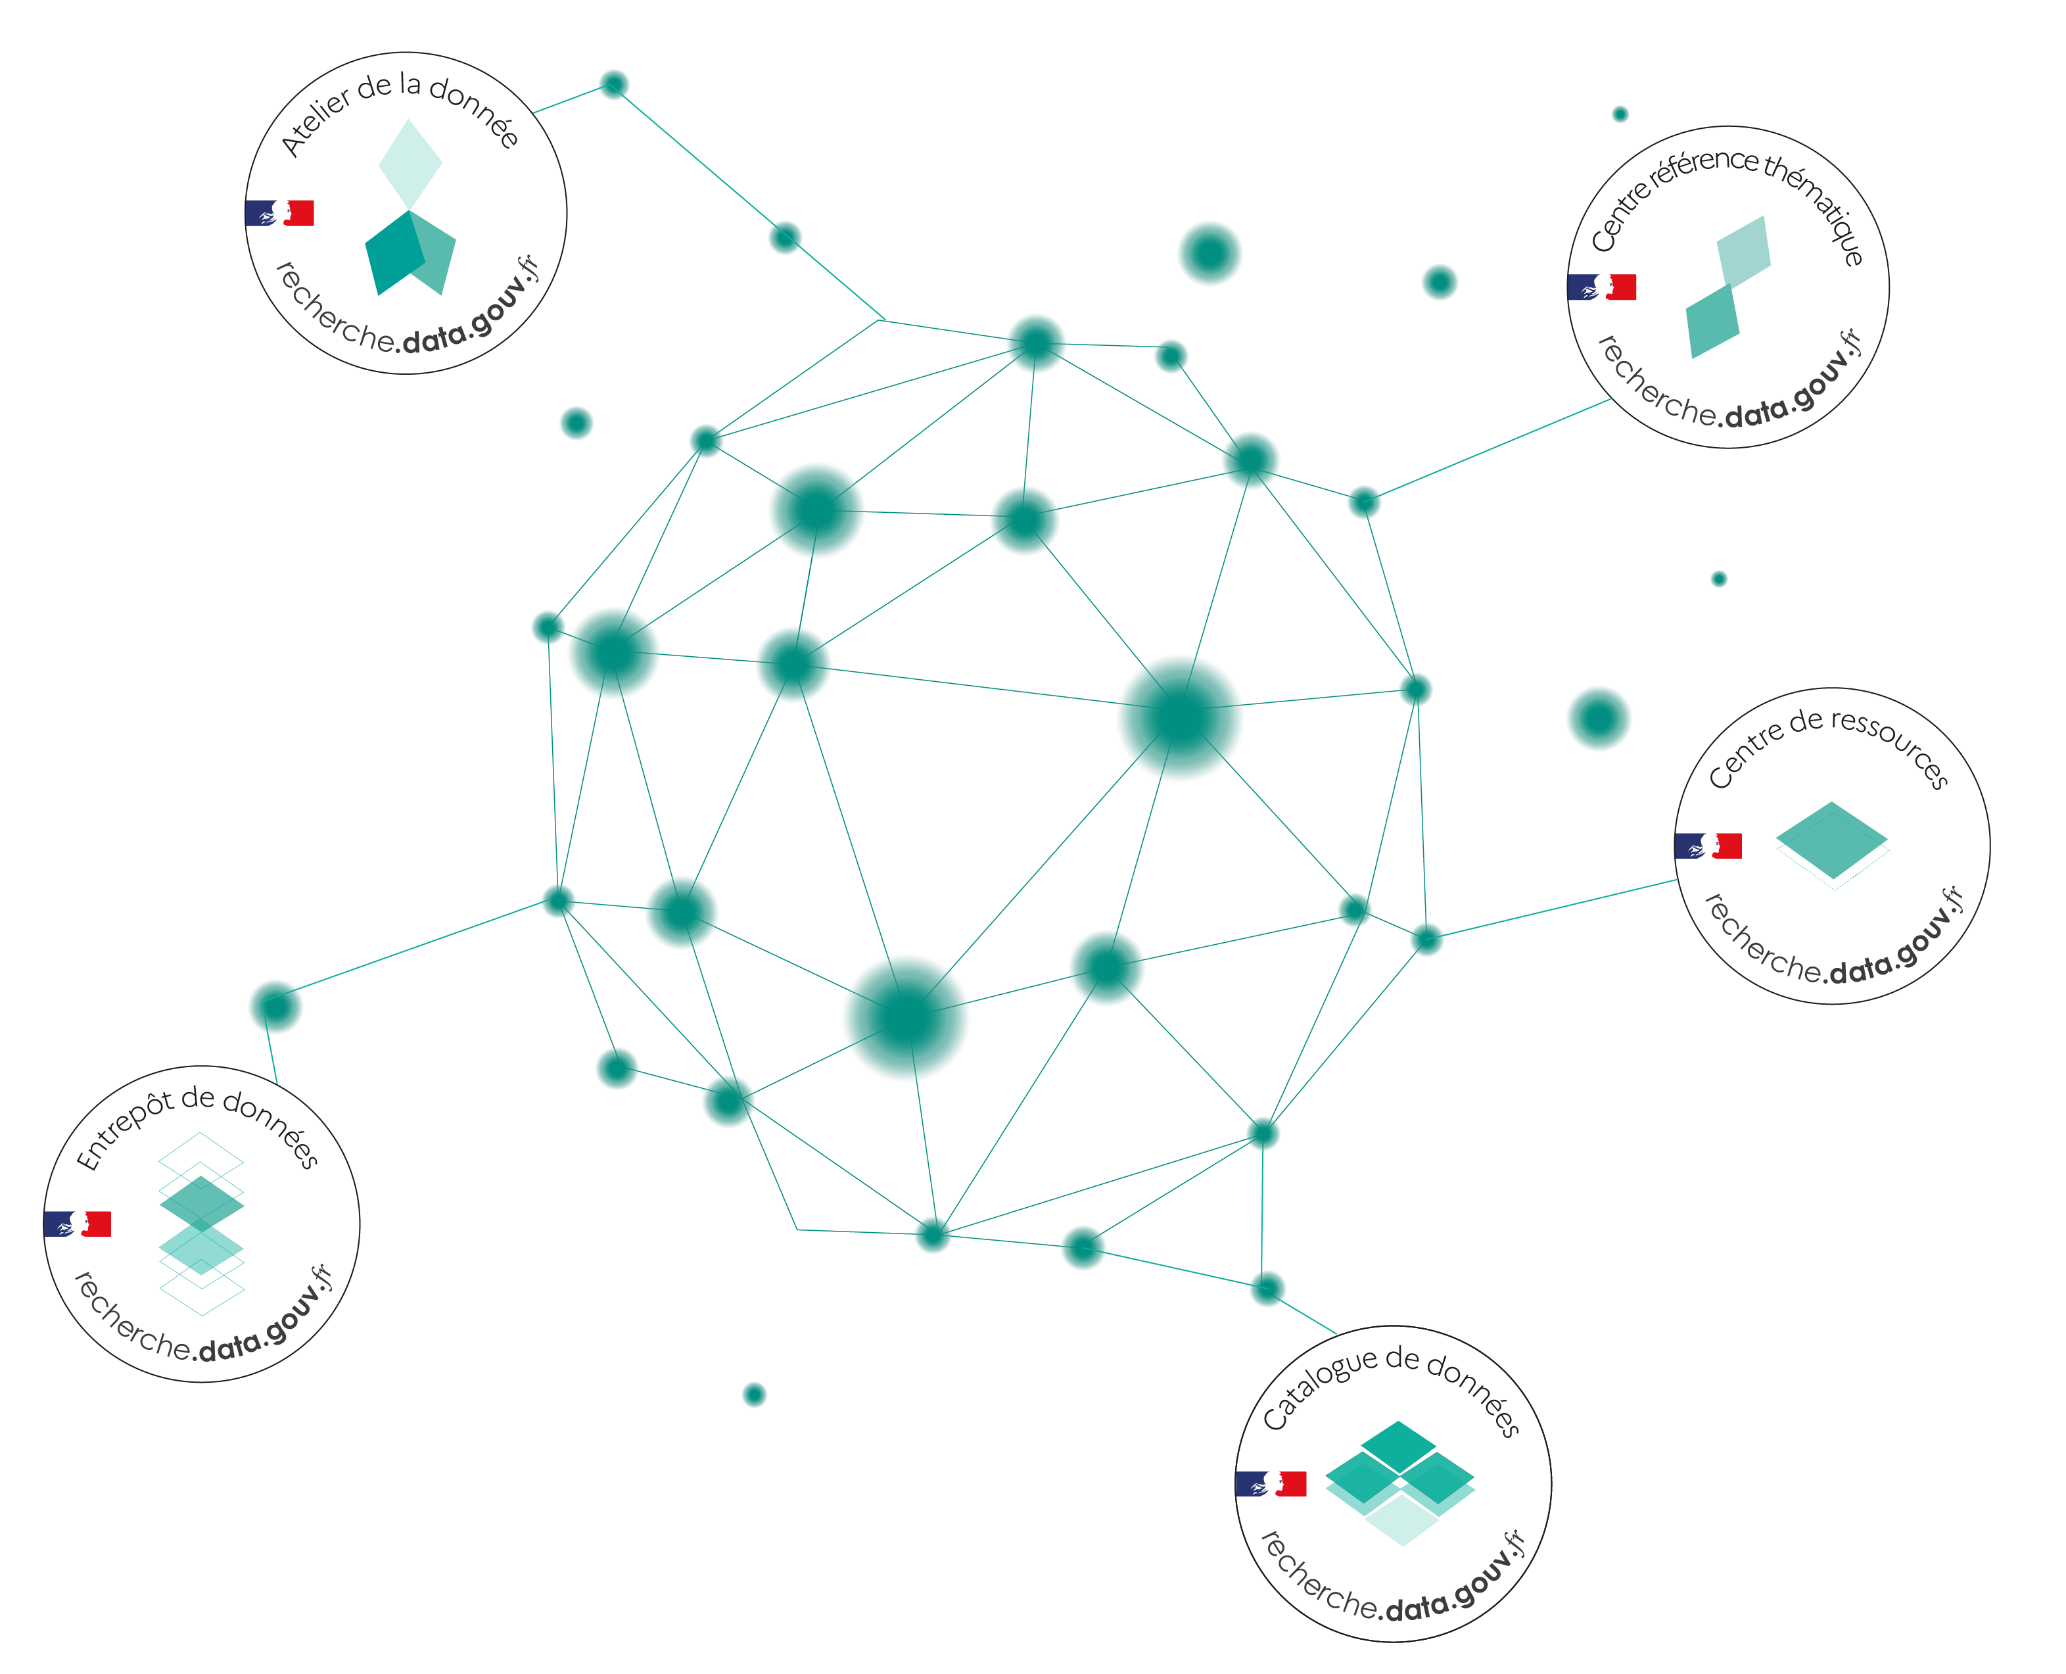 Atelier de la donnée
recherche.data.gouv.fr
Centre référence thématique
recherche.data.gouv.fr
Centre de ressources
recherche.data.gouv.fr
Entrepôt de données
recherche.data.gouv.fr
Catalogue de données
recherche.data.gouv.fr